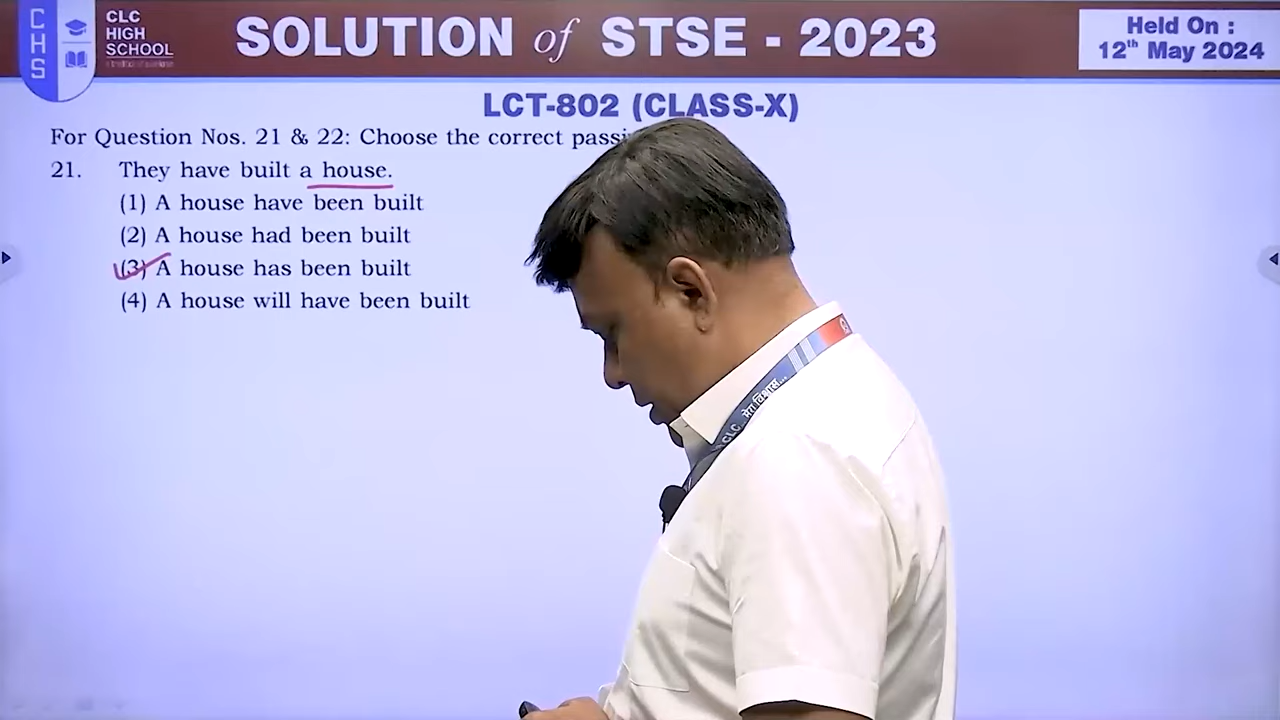 CHS
CLC
HIGH
SCHOOL
SOLUTION of STSE - 2023
Held On :
12th May 2024
LCT-802 (CLASS-X)
For Question Nos. 21 & 22: Choose the correct passi
21. They have built a house.
(1) A house have been built
(2) A house had been built
(3) A house has been built
(4) A house will have been built
CLC मेरा विश्वास...